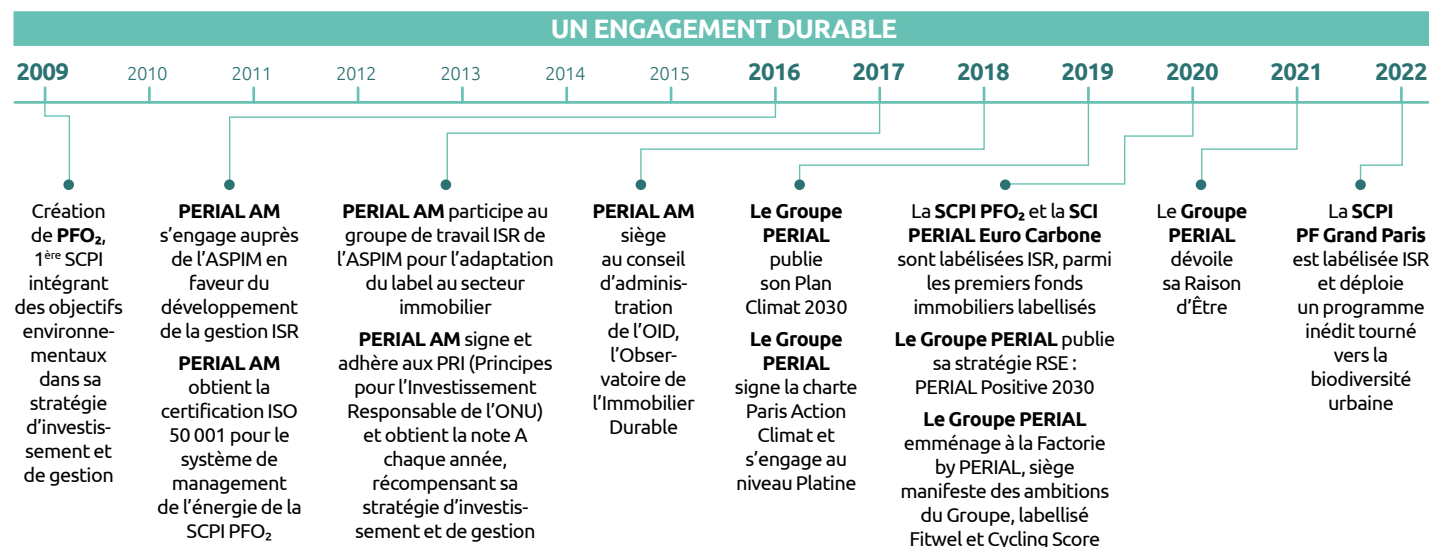 UN ENGAGEMENT DURABLE
2009 2010 2011 2012 2013 2014 2015 2016 2017 2018 2019 2020 2021 2022
Création
de PFO₂,
1ère SCPI
intégrant
des objectifs
environne-
mentaux
dans sa
stratégie
d'investis-
sement et
de gestion
PERIAL AM
s'engage auprès
de l'ASPIM en
faveur du
développement
de la gestion ISR
PERIAL AM
obtient la
certification ISO
50 001 pour le
système de
management
de l'énergie de la
SCPI PFO₂
PERIAL AM participe au
groupe de travail ISR de
l'ASPIM pour l'adaptation
du label au secteur
immobilier
PERIAL AM signe et
adhère aux PRI (Principes
pour l'Investissement
Responsable de l'ONU)
et obtient la note A
chaque année,
récompensant sa
stratégie d'investis-
sement et de gestion
PERIAL AM
siège
au conseil
d'adminis-
tration
de l'OID,
l'Obser-
vatoire de
l'Immobilier
Durable
Le Groupe
PERIAL
publie
son Plan
Climat 2030
Le Groupe
PERIAL
signe la charte
Paris Action
Climat et
s'engage au
niveau Platine
La SCPI PFO₂ et la SCI
PERIAL Euro Carbone
sont labélisées ISR, parmi
les premiers fonds
immobiliers labellisés
Le Groupe PERIAL publie
sa stratégie RSE :
PERIAL Positive 2030
Le Groupe PERIAL
emménage à la Factorie
by PERIAL, siège
manifeste des ambitions
du Groupe, labellisé
Fitwel et Cycling Score
Le Groupe
PERIAL
dévoile
sa Raison
d'Être
La SCPI
PF Grand Paris
est labélisée ISR
et déploie
un programme
inédit tourné
vers la
biodiversité
urbaine